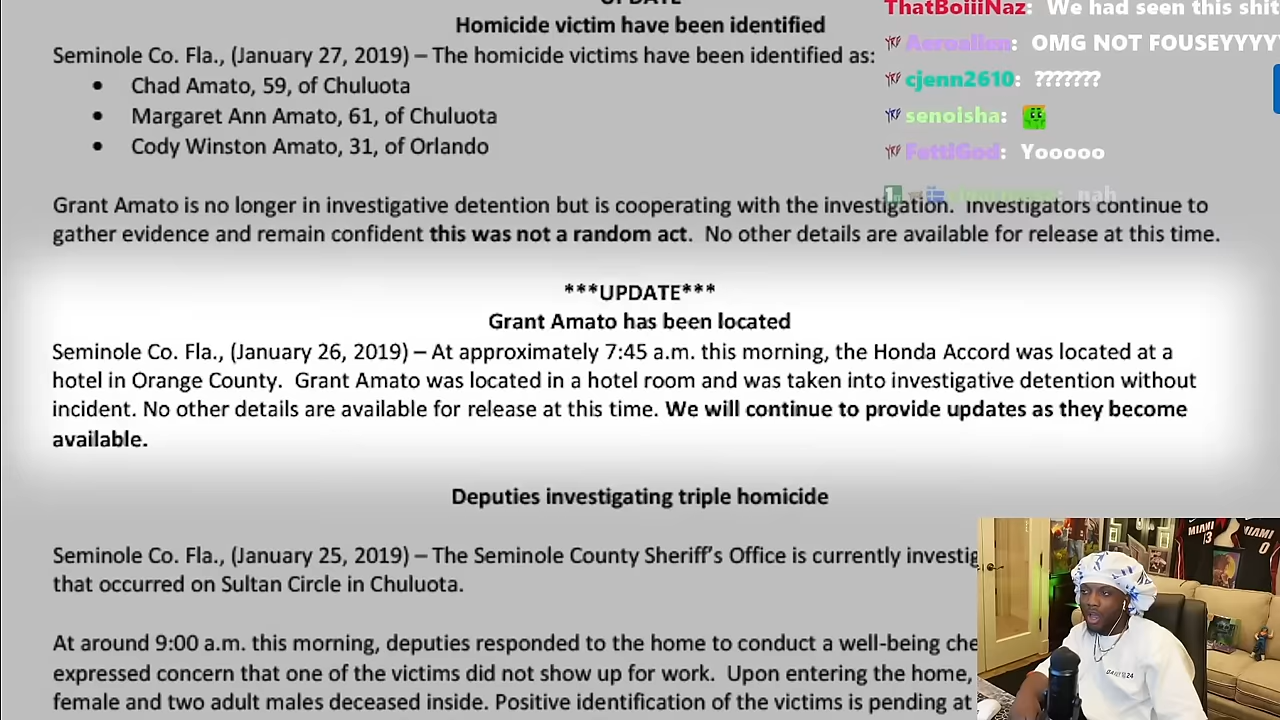 UPDATE
Homicide victim have been identified
Seminole Co. Fla., (January 27, 2019) – The homicide victims have been identified as:
• Chad Amato, 59, of Chuluota
• Margaret Ann Amato, 61, of Chuluota
• Cody Winston Amato, 31, of Orlando
Grant Amato is no longer in investigative detention but is cooperating with the investigation. Investigators continue to
gather evidence and remain confident this was not a random act. No other details are available for release at this time.
***UPDATE***
Grant Amato has been located
Seminole Co. Fla., (January 26, 2019) – At approximately 7:45 a.m. this morning, the Honda Accord was located at a
hotel in Orange County. Grant Amato was located in a hotel room and was taken into investigative detention without
incident. No other details are available for release at this time. We will continue to provide updates as they become
available.
Deputies investigating triple homicide
Seminole Co. Fla., (January 25, 2019) – The Seminole County Sheriff's Office is currently investig
that occurred on Sultan Circle in Chuluota.
At around 9:00 a.m. this morning, deputies responded to the home to conduct a well-being che
expressed concern that one of the victims did not show up for work. Upon entering the home,
female and two adult males deceased inside. Positive identification of the victims is pending at
ThatBoiiiNaz: We had seen this shit
OMG NOT FOUSEYYYY
cjenn2610: ???????
senoisha:
FettiGod: Yooooo
nah
MIAMI
13
MIAMI
0